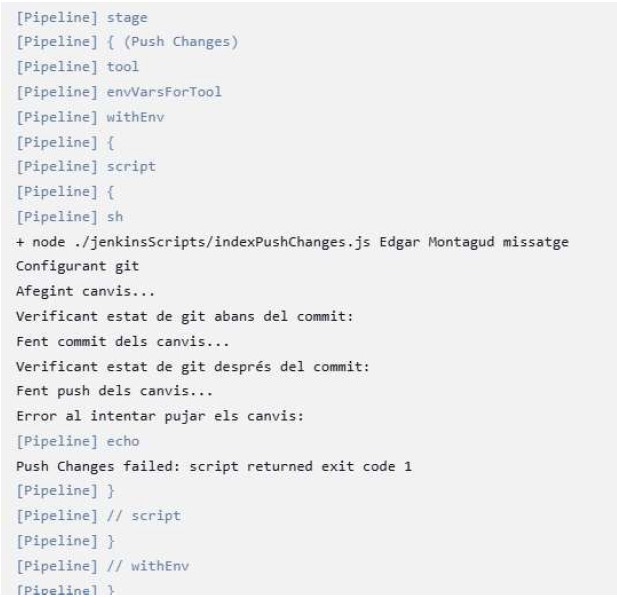 [Pipeline] stage
[Pipeline] { (Push Changes)
[Pipeline] tool
[Pipeline] envVarsForTool
[Pipeline] withEnv
[Pipeline] {
[Pipeline] script
[Pipeline] {
[Pipeline] sh
+ node ./jenkinsScripts/indexPushChanges.js Edgar Montagud missatge
Configurant git
Afegint canvis...
Verificant estat de git abans del commit:
Fent commit dels canvis...
Verificant estat de git després del commit:
Fent push dels canvis...
Error al intentar pujar els canvis:
[Pipeline] echo
Push Changes failed: script returned exit code 1
[Pipeline] }
[Pipeline] // script
[Pipeline] }
[Pipeline] // withEnv
[Pipeline] }